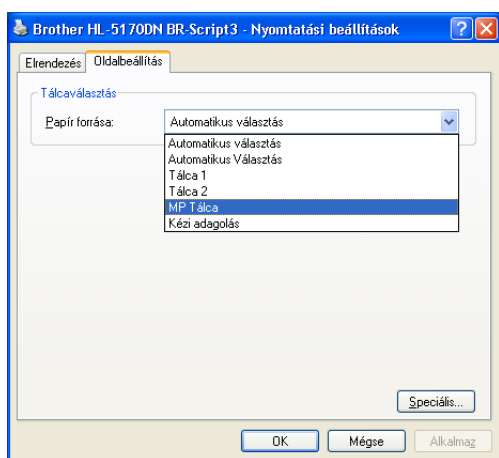 Brother HL-5170DN BR-Script3 - Nyomtatási beállítások
Elrendezés Oldalbeállítás
Tálcaválasztás
Papír forrása: Automatikus választás
Automatikus választás
Automatikus Választás
Tálca 1
Tálca 2
MP Tálca
Kézi adagolás
Speciális...
OK Mégse Alkalmaz